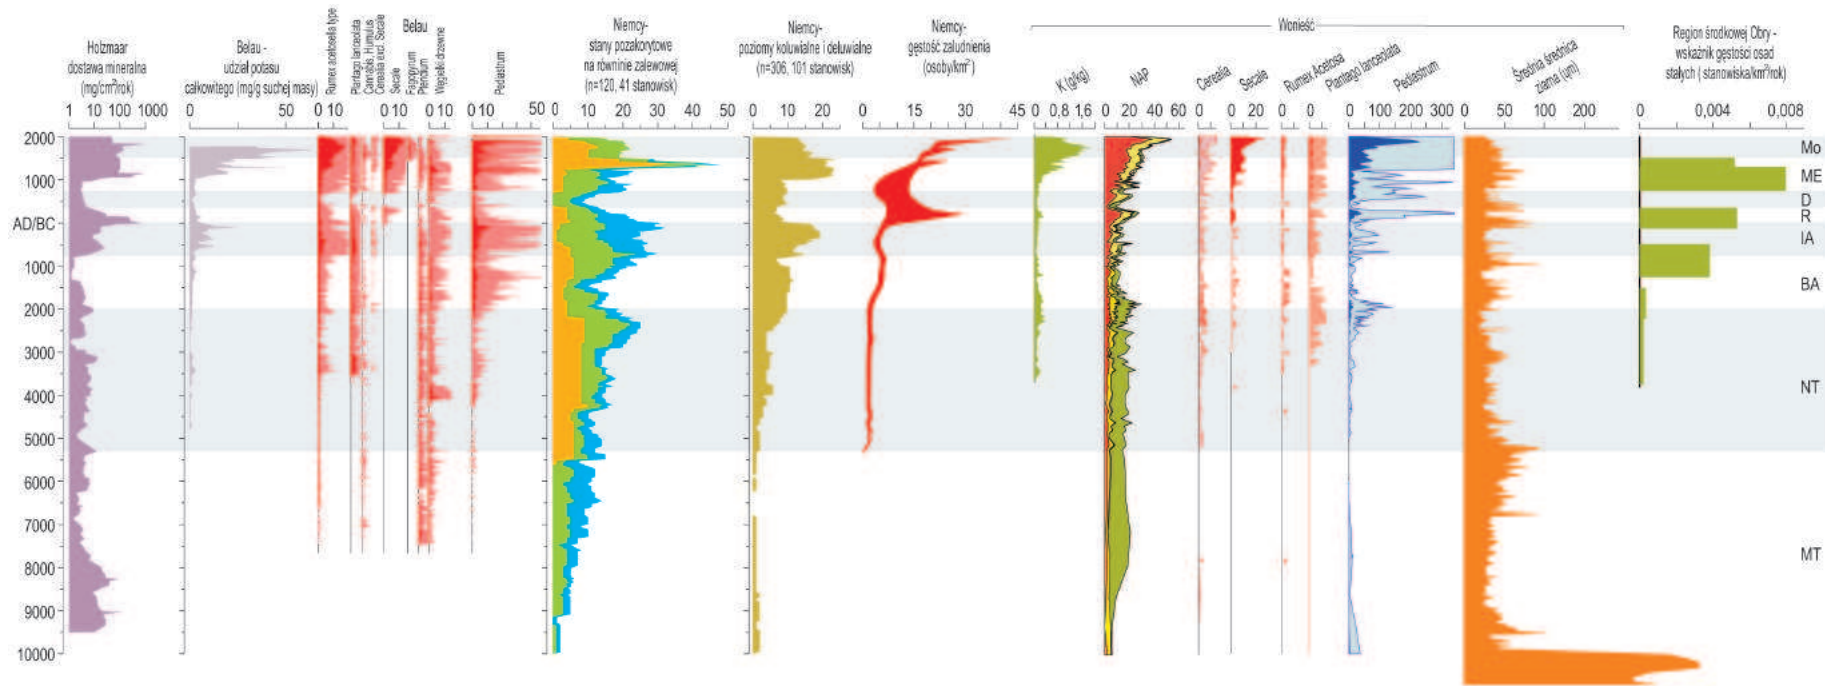 Holzmaar
dostawa mineralna
(mg/cm²/rok)
1 10 100 1000
Belau -
udział potasu
całkowitego (mg/g suchej masy)
0 50
Belau
Rumex acetosella type
Plantago lanceolata
Cannabis, Humulus
Cerealia excl. Secale
Secale
Fagopyrum
Pteridium
Węgielki drzewne
Pediastrum
0 10
0 10
0 10
0 10
0 10
50
Niemcy-
stany pozakorytowe
na równinie zalewowej
(n=120, 41 stanowisk)
0 10 20 30 40 50
Niemcy-
poziomy koluwialne i deluwialne
(n=306, 101 stanowisk)
0 10 20
Niemcy-
gęstość zaludnienia
(osoby/km²)
0 15 30 45
Wonieść
K (g/kg)
0 0.8 1.6
NAP
0 20 40 60
Cerealia
0
Secale
0 20
Rumex Acetosa
0
Plantago lanceolata
0
Pediastrum
0 100 200 300
Średnia średnica
ziarna (um)
0 50 100 200
Region środkowej Obry -
wskaźnik gęstości osad
stałych ( stanowiska/km²/rok)
0 0,004 0,008
2000
1000
AD/BC
1000
2000
3000
4000
5000
6000
7000
8000
9000
10000
Mo
ME
D
R
IA
BA
NT
MT